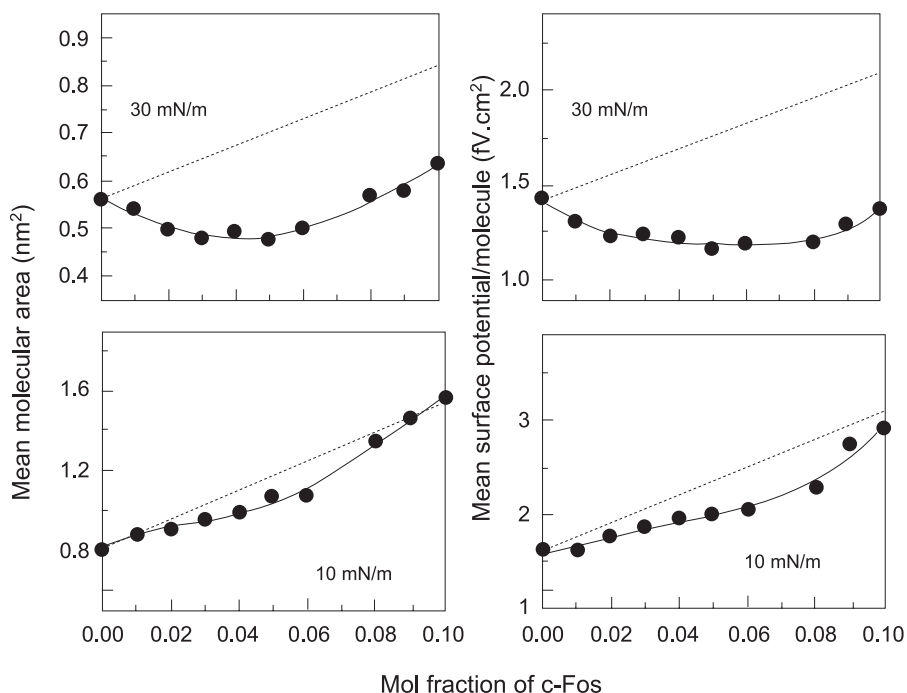 Mean molecular area (nm²)
0.9
0.8
0.7
0.6
0.5
0.4
30 mN/m
Mean surface potential/molecule (fV.cm²)
2.0
1.5
1.0
30 mN/m
1.6
1.2
0.8
10 mN/m
0.00 0.02 0.04 0.06 0.08 0.10
3
2
1
10 mN/m
0.00 0.02 0.04 0.06 0.08 0.10
Mol fraction of c-Fos